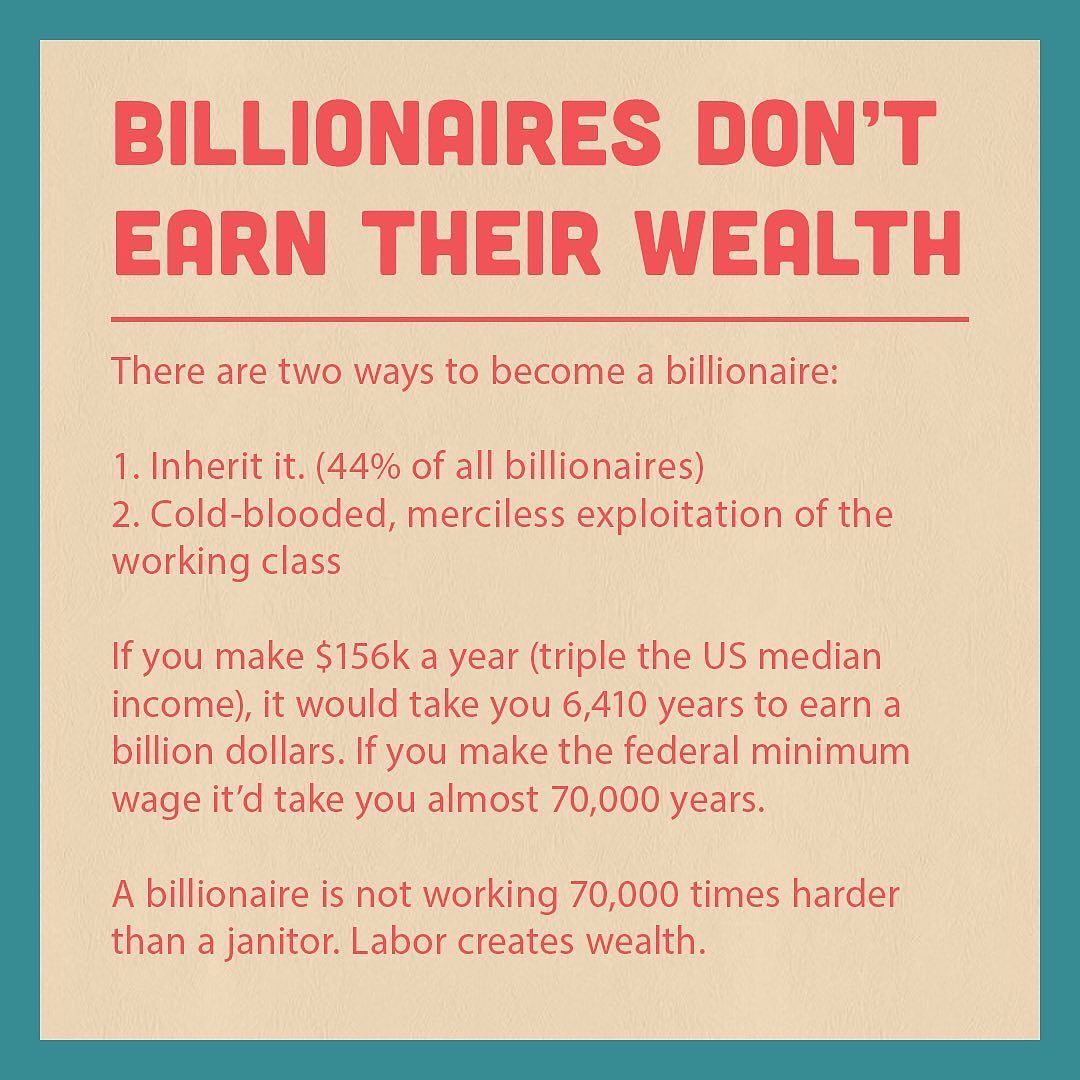 BILLIONAIRES DON’T
EARN THEIR WEALTH
There are two ways to become a billionaire:
1. Inherit it. (44% of all billionaires)
2. Cold-blooded, merciless exploitation of the
working class
If you make $156k a year (triple the US median
income), it would take you 6,410 years to earn a
billion dollars. If you make the federal minimum
wage it’d take you almost 70,000 years.
A billionaire is not working 70,000 times harder
than a janitor. Labor creates wealth.